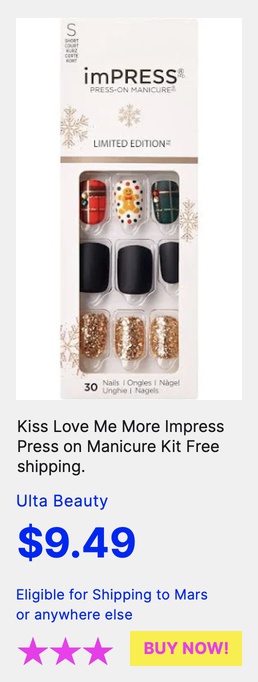 S
SHORT
COURT
KURZ
CORTE
KORT
imPRESS®
PRESS-ON MANICURE
LIMITED EDITION
30 Nails | Ongles | Nägel
Unghie | Nagels
Kiss Love Me More Impress
Press on Manicure Kit Free
shipping.
Ulta Beauty
$9.49
Eligible for Shipping to Mars
or anywhere else
BUY NOW!